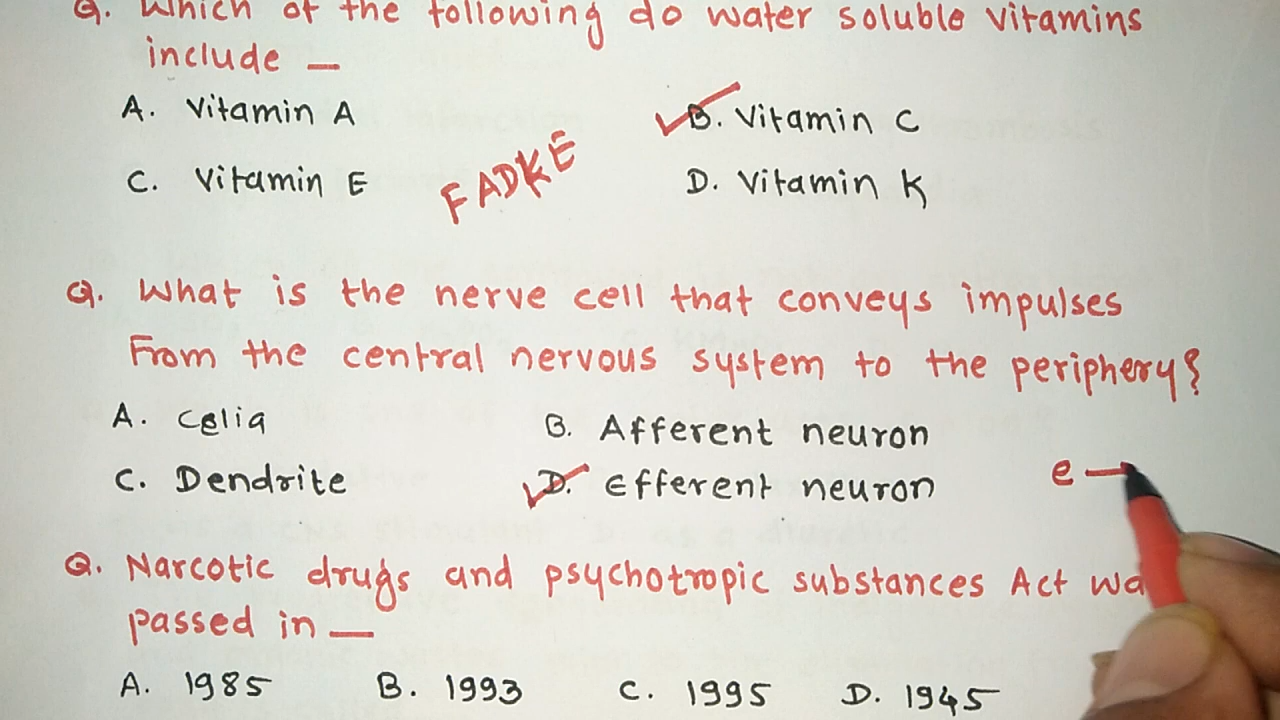 Q. Which of the following do water soluble vitamins
include —
A. Vitamin A
B. Vitamin C
C. Vitamin E
D. Vitamin K
FADKE
Q. What is the nerve cell that conveys impulses
From the central nervous system to the periphery?
A. Celia
B. Afferent neuron
C. Dendrite
D. Efferent neuron
e —
Q. Narcotic drugs and psychotropic substances Act wa
passed in —
A. 1985 B. 1993 C. 1995 D. 1945